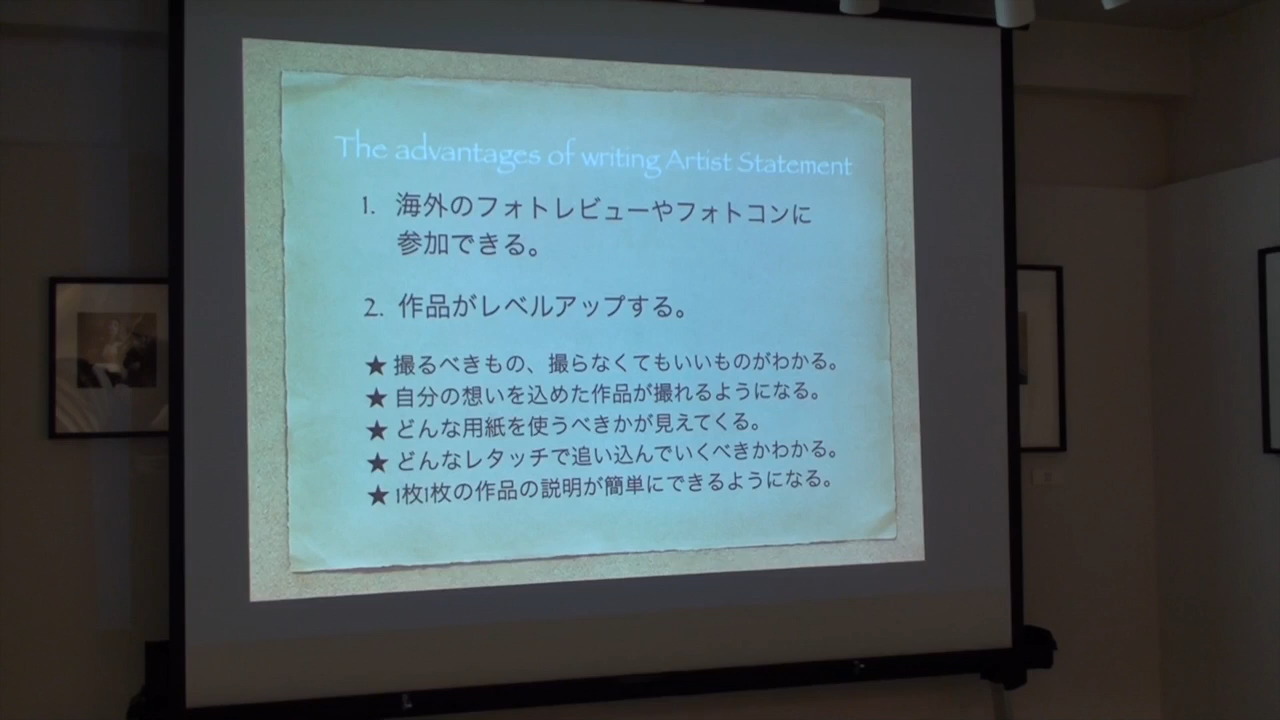 The advantages of writing Artist Statement
1. 海外のフォトレビューやフォトコンに
参加できる。
2. 作品がレベルアップする。
★ 撮るべきもの、撮らなくてもいいものがわかる。
★ 自分の想いを込めた作品が撮れるようになる。
★ どんな用紙を使うべきかが見えてくる。
★ どんなレタッチで追い込んでいくべきかわかる。
★ 1枚1枚の作品の説明が簡単にできるようになる。